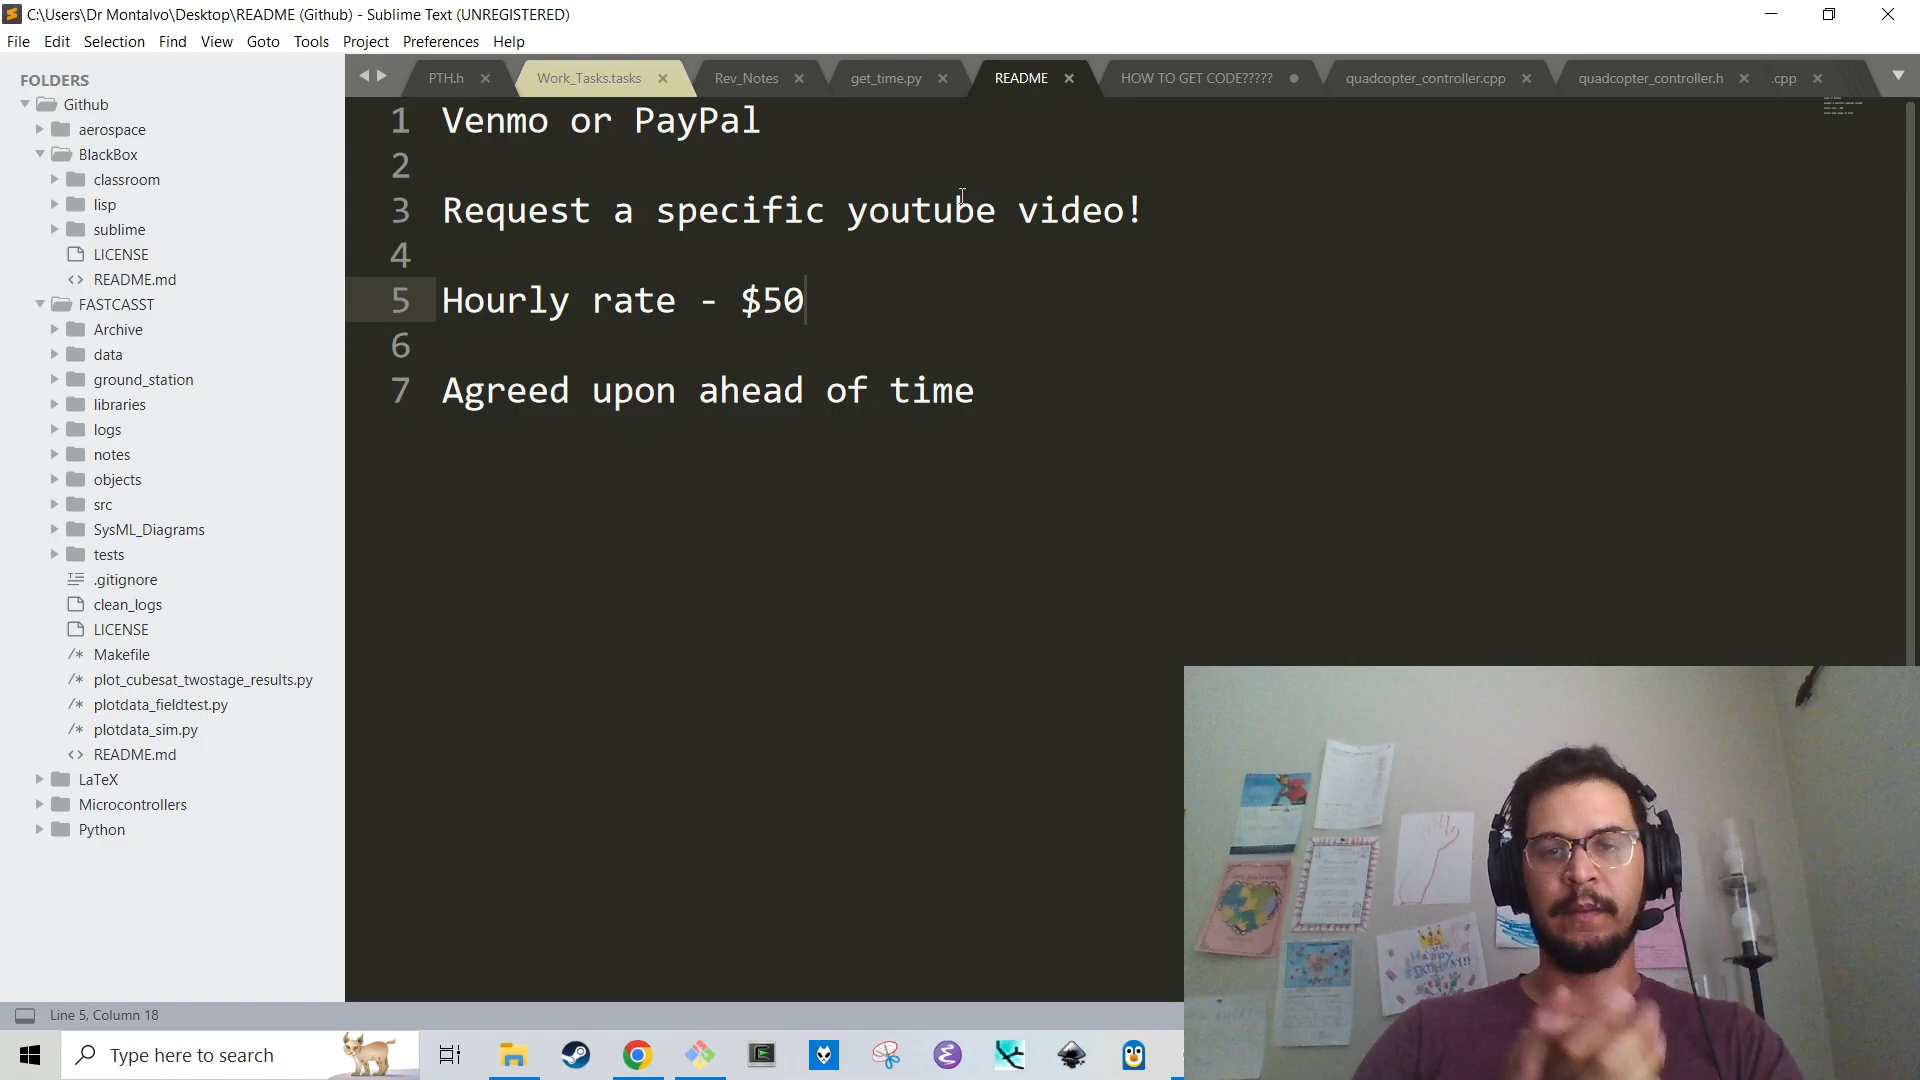 C:\Users\Dr Montalvo\Desktop\README (Github) - Sublime Text (UNREGISTERED)
File Edit Selection Find View Goto Tools Project Preferences Help
FOLDERS
Github
aerospace
BlackBox
classroom
lisp
sublime
LICENSE
<> README.md
FASTCASST
Archive
data
ground_station
libraries
logs
notes
objects
src
SysML_Diagrams
tests
.gitignore
clean_logs
LICENSE
/* Makefile
/* plot_cubesat_twostage_results.py
/* plotdata_fieldtest.py
/* plotdata_sim.py
<> README.md
LaTeX
Microcontrollers
Python
PTH.h Work_Tasks.tasks Rev_Notes get_time.py README HOW TO GET CODE????? quadcopter_controller.cpp quadcopter_controller.h .cpp
1 Venmo or PayPal
2
3 Request a specific youtube video!
4
5 Hourly rate - $50
6
7 Agreed upon ahead of time
Happy
Line 5, Column 18
Type here to search